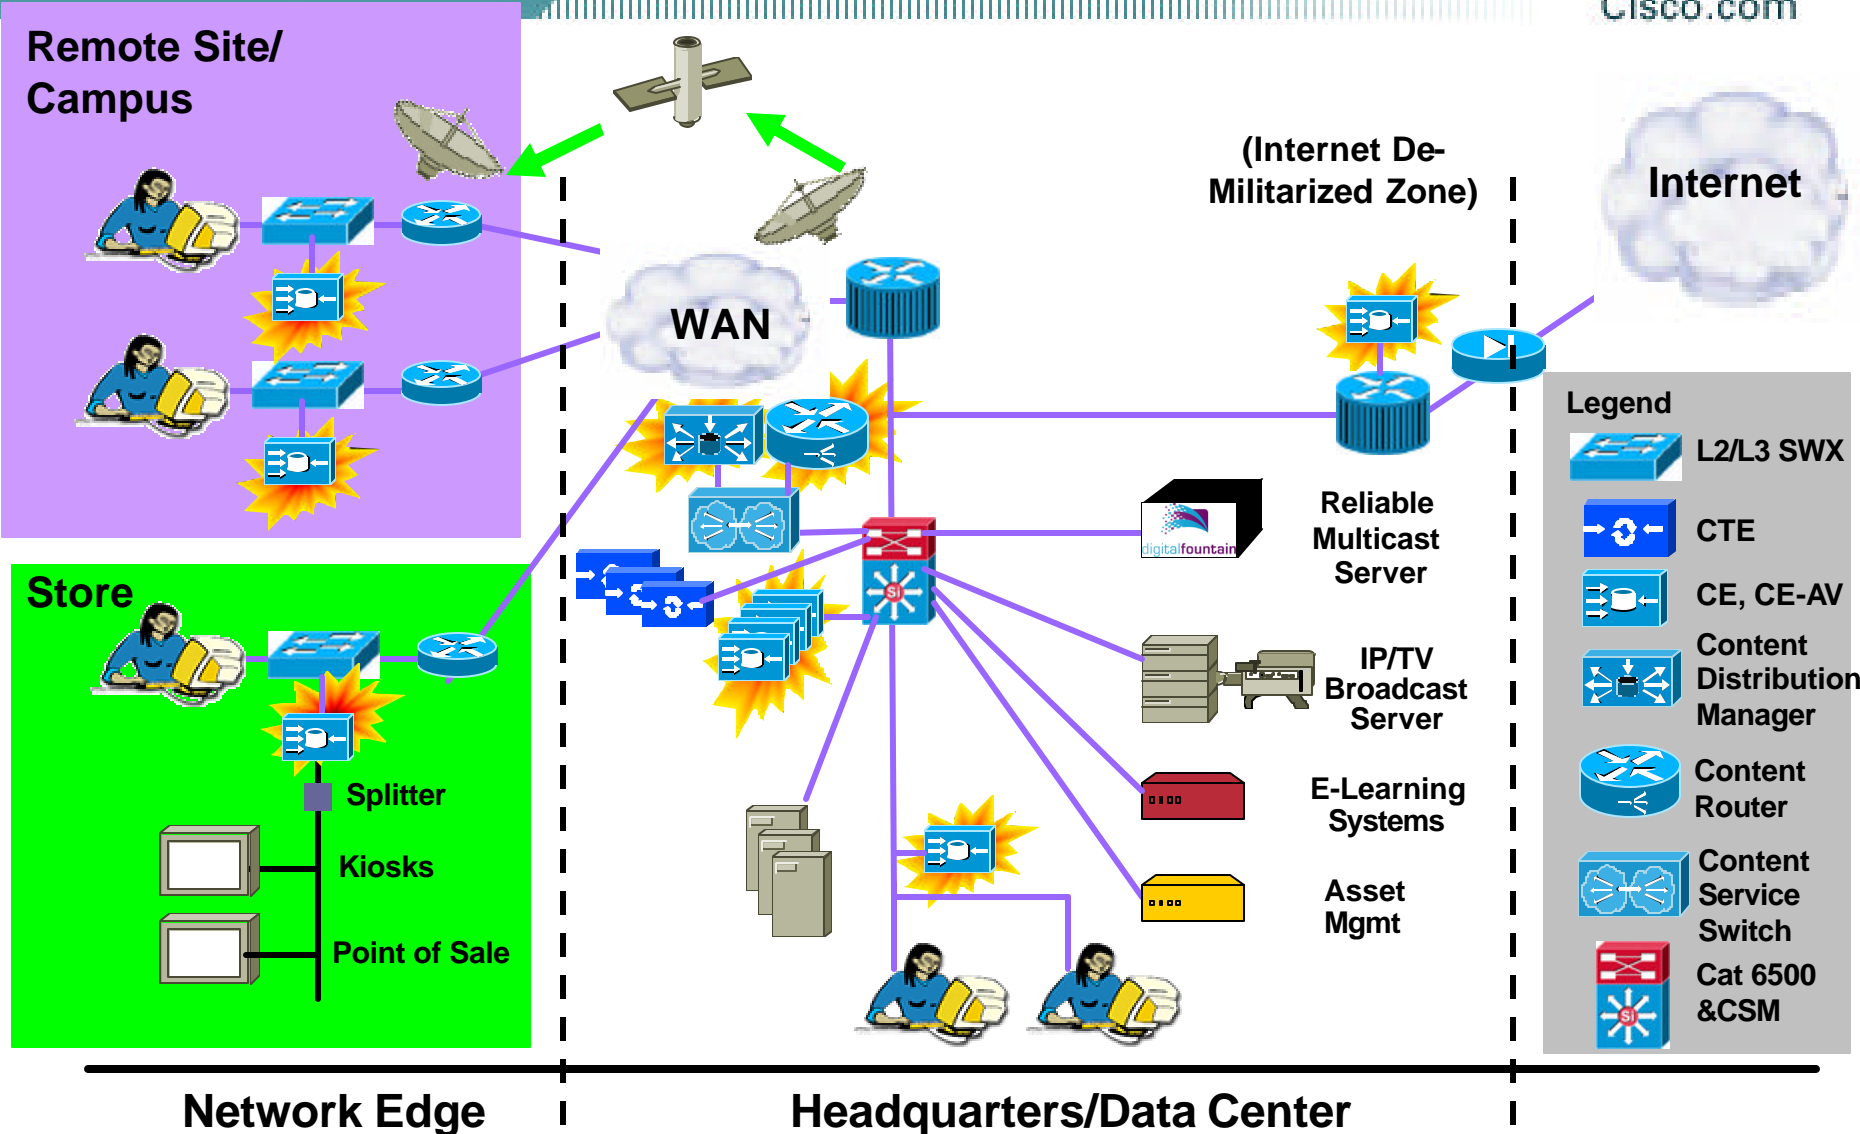 Cisco.com
Remote Site/
Campus
(Internet De-
Militarized Zone)
Internet
WAN
Legend
L2/L3 SWX
CTE
CE, CE-AV
Content
Distribution
Manager
Content
Router
Content
Service
Switch
Cat 6500
&CSM
Si
digitalfountain
Reliable
Multicast
Server
Si
IP/TV
Broadcast
Server
E-Learning
Systems
Asset
Mgmt
Store
Splitter
Kiosks
Point of Sale
Network Edge
Headquarters/Data Center